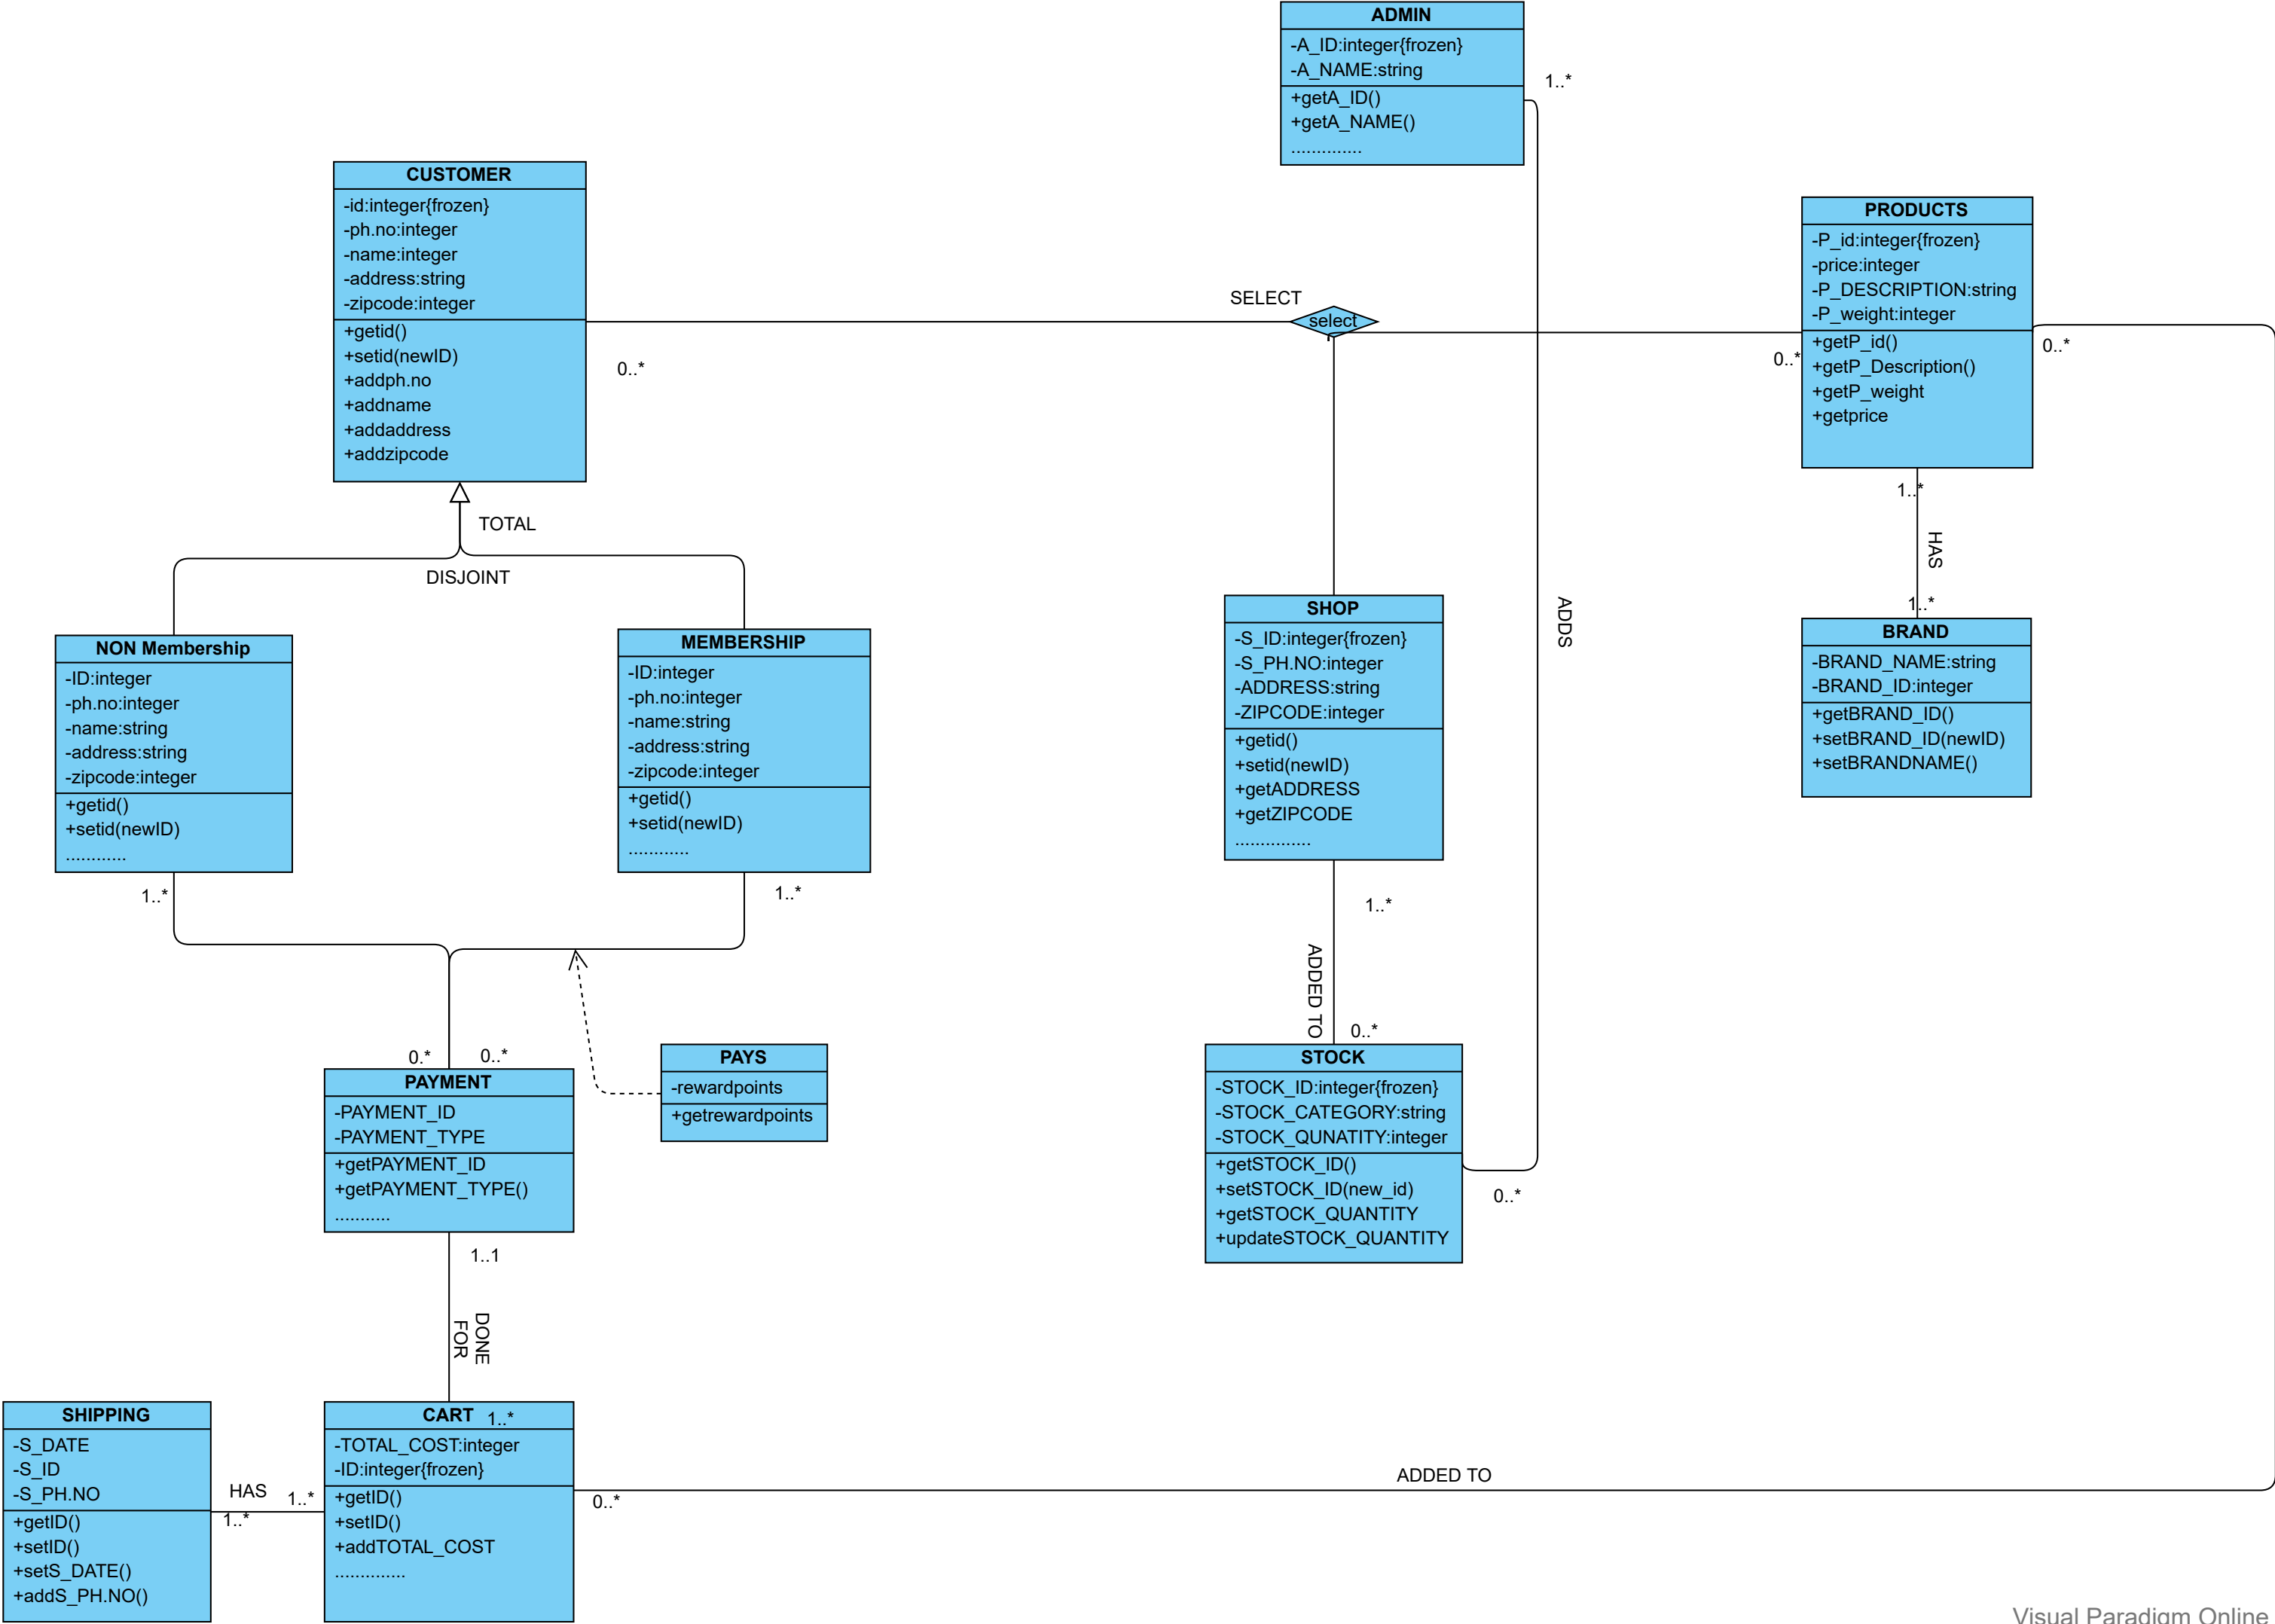 ADMIN
-A_ID:integer{frozen}
-A_NAME:string
+getA_ID()
+getA_NAME()
..............
1..*
CUSTOMER
-id:integer{frozen}
-ph.no:integer
-name:integer
-address:string
-zipcode:integer
+getid()
+setid(newID)
+addph.no
+addname
+addaddress
+addzipcode
0..*
SELECT
select
PRODUCTS
-P_id:integer{frozen}
-price:integer
-P_DESCRIPTION:string
-P_weight:integer
+getP_id()
+getP_Description()
+getP_weight
+getprice
0..*
0..*
1..*
HAS
1..*
TOTAL
DISJOINT
NON Membership
-ID:integer
-ph.no:integer
-name:string
-address:string
-zipcode:integer
+getid()
+setid(newID)
............
1..*
MEMBERSHIP
-ID:integer
-ph.no:integer
-name:string
-address:string
-zipcode:integer
+getid()
+setid(newID)
............
1..*
SHOP
-S_ID:integer{frozen}
-S_PH.NO:integer
-ADDRESS:string
-ZIPCODE:integer
+getid()
+setid(newID)
+getADDRESS
+getZIPCODE
...............
ADDS
BRAND
-BRAND_NAME:string
-BRAND_ID:integer
+getBRAND_ID()
+setBRAND_ID(newID)
+setBRANDNAME()
1..*
ADDED TO
0..*
0.*
0..*
PAYMENT
-PAYMENT_ID
-PAYMENT_TYPE
+getPAYMENT_ID
+getPAYMENT_TYPE()
...........
PAYS
-rewardpoints
+getrewardpoints
STOCK
-STOCK_ID:integer{frozen}
-STOCK_CATEGORY:string
-STOCK_QUNATITY:integer
+getSTOCK_ID()
+setSTOCK_ID(new_id)
+getSTOCK_QUANTITY
+updateSTOCK_QUANTITY
0..*
1..1
DONE
FOR
SHIPPING
-S_DATE
-S_ID
-S_PH.NO
+getID()
+setID()
+setS_DATE()
+addS_PH.NO()
HAS
1..*
1..*
CART
1..*
-TOTAL_COST:integer
-ID:integer{frozen}
+getID()
+setID()
+addTOTAL_COST
..............
0..*
ADDED TO
Visual Paradigm Online